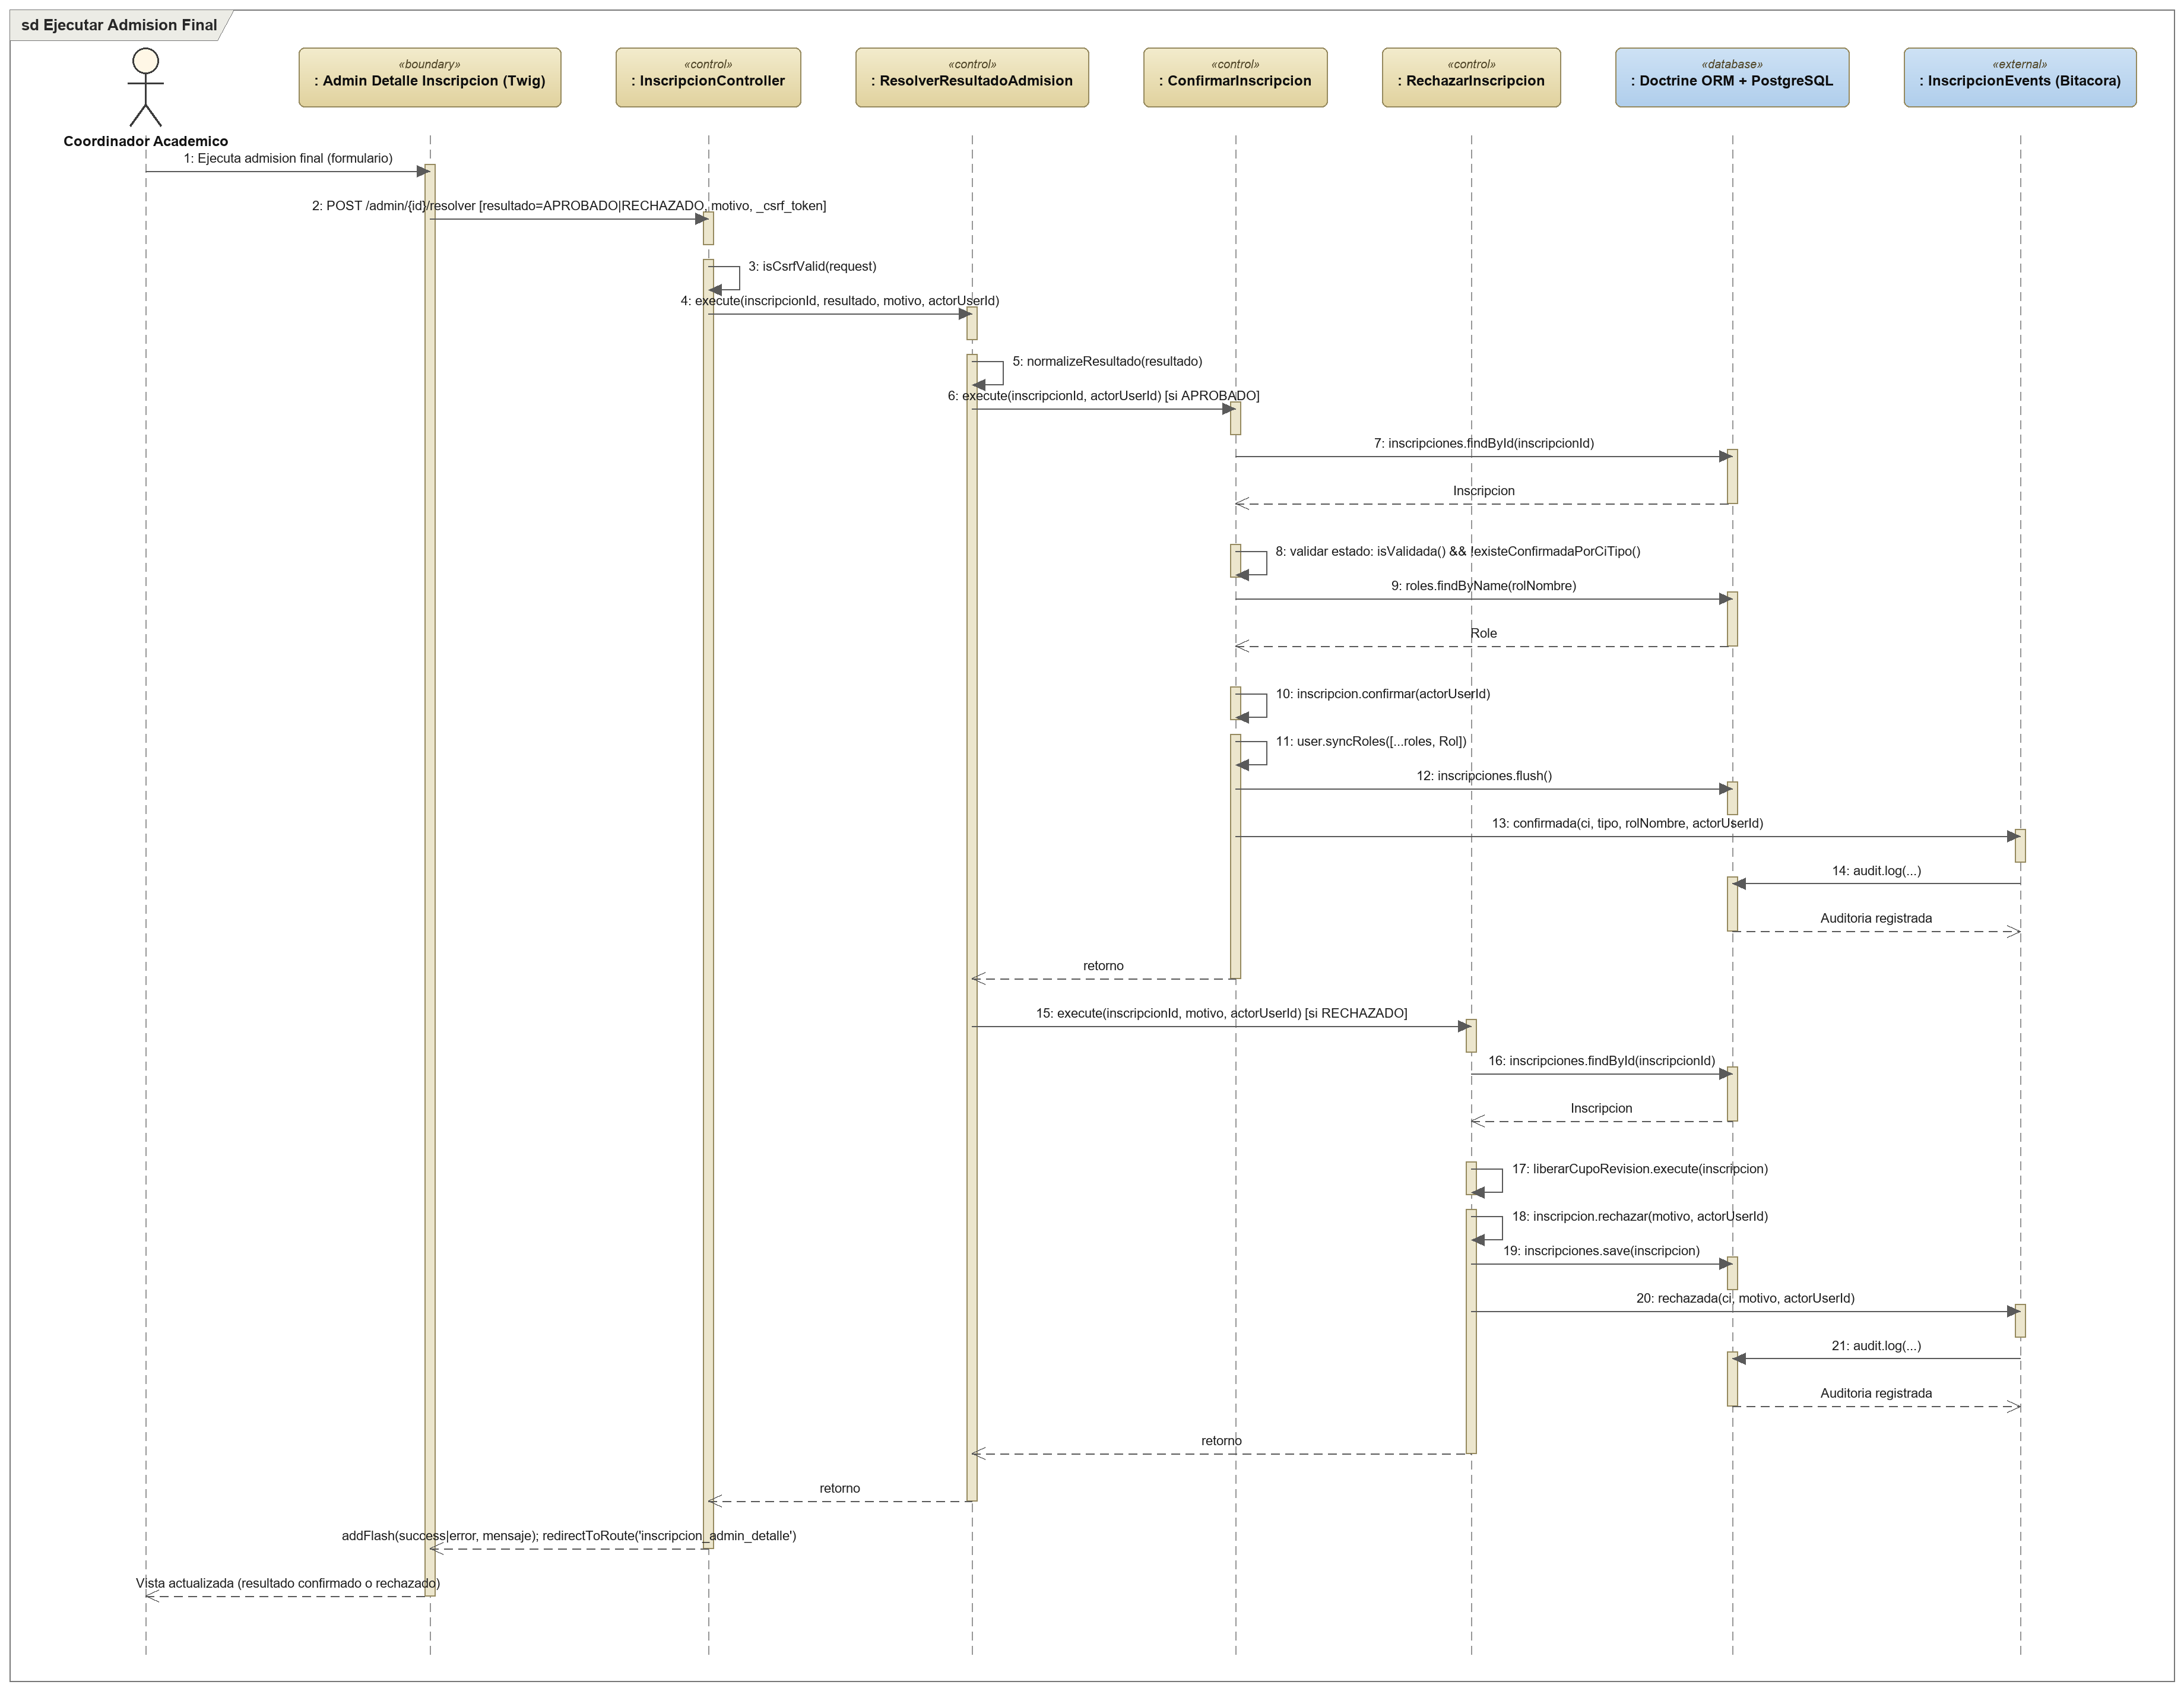 sd Ejecutar Admision Final
Coordinador Academico
«boundary»
: Admin Detalle Inscripcion (Twig)
«control»
: InscripcionController
«control»
: ResolverResultadoAdmision
«control»
: ConfirmarInscripcion
«control»
: RechazarInscripcion
«database»
: Doctrine ORM + PostgreSQL
«external»
: InscripcionEvents (Bitacora)
1: Ejecuta admision final (formulario)
2: POST /admin/{id}/resolver [resultado=APROBADO|RECHAZADO, motivo, _csrf_token]
3: isCsrfValid(request)
4: execute(inscripcionId, resultado, motivo, actorUserId)
5: normalizeResultado(resultado)
6: execute(inscripcionId, actorUserId) [si APROBADO]
7: inscripciones.findById(inscripcionId)
Inscripcion
8: validar estado: isValidada() && !existeConfirmadaPorCiTipo()
9: roles.findByName(rolNombre)
Role
10: inscripcion.confirmar(actorUserId)
11: user.syncRoles([...roles, Rol])
12: inscripciones.flush()
13: confirmada(ci, tipo, rolNombre, actorUserId)
14: audit.log(...)
Auditoria registrada
retorno
15: execute(inscripcionId, motivo, actorUserId) [si RECHAZADO]
16: inscripciones.findById(inscripcionId)
Inscripcion
17: liberarCupoRevision.execute(inscripcion)
18: inscripcion.rechazar(motivo, actorUserId)
19: inscripciones.save(inscripcion)
20: rechazada(ci, motivo, actorUserId)
21: audit.log(...)
Auditoria registrada
retorno
retorno
addFlash(success|error, mensaje); redirectToRoute('inscripcion_admin_detalle')
Vista actualizada (resultado confirmado o rechazado)